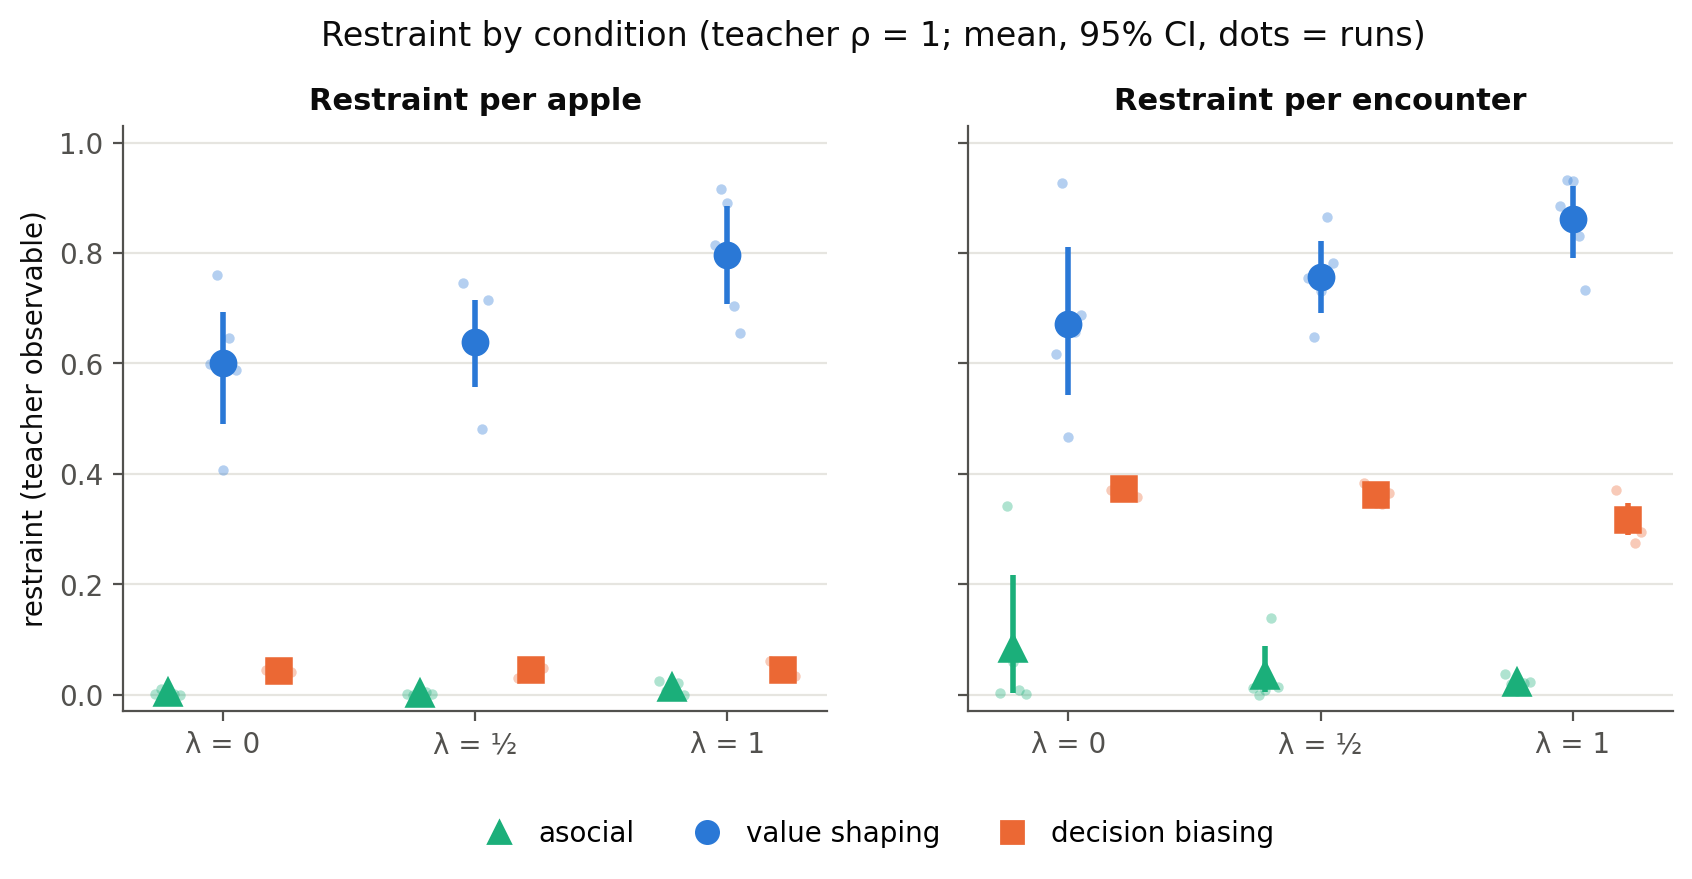 Restraint by condition (teacher ρ = 1; mean, 95% CI, dots = runs)
Restraint per apple
Restraint per encounter
restraint (teacher observable)
1.0
0.8
0.6
0.4
0.2
0.0
λ = 0
λ = ½
λ = 1
λ = 0
λ = ½
λ = 1
asocial
value shaping
decision biasing